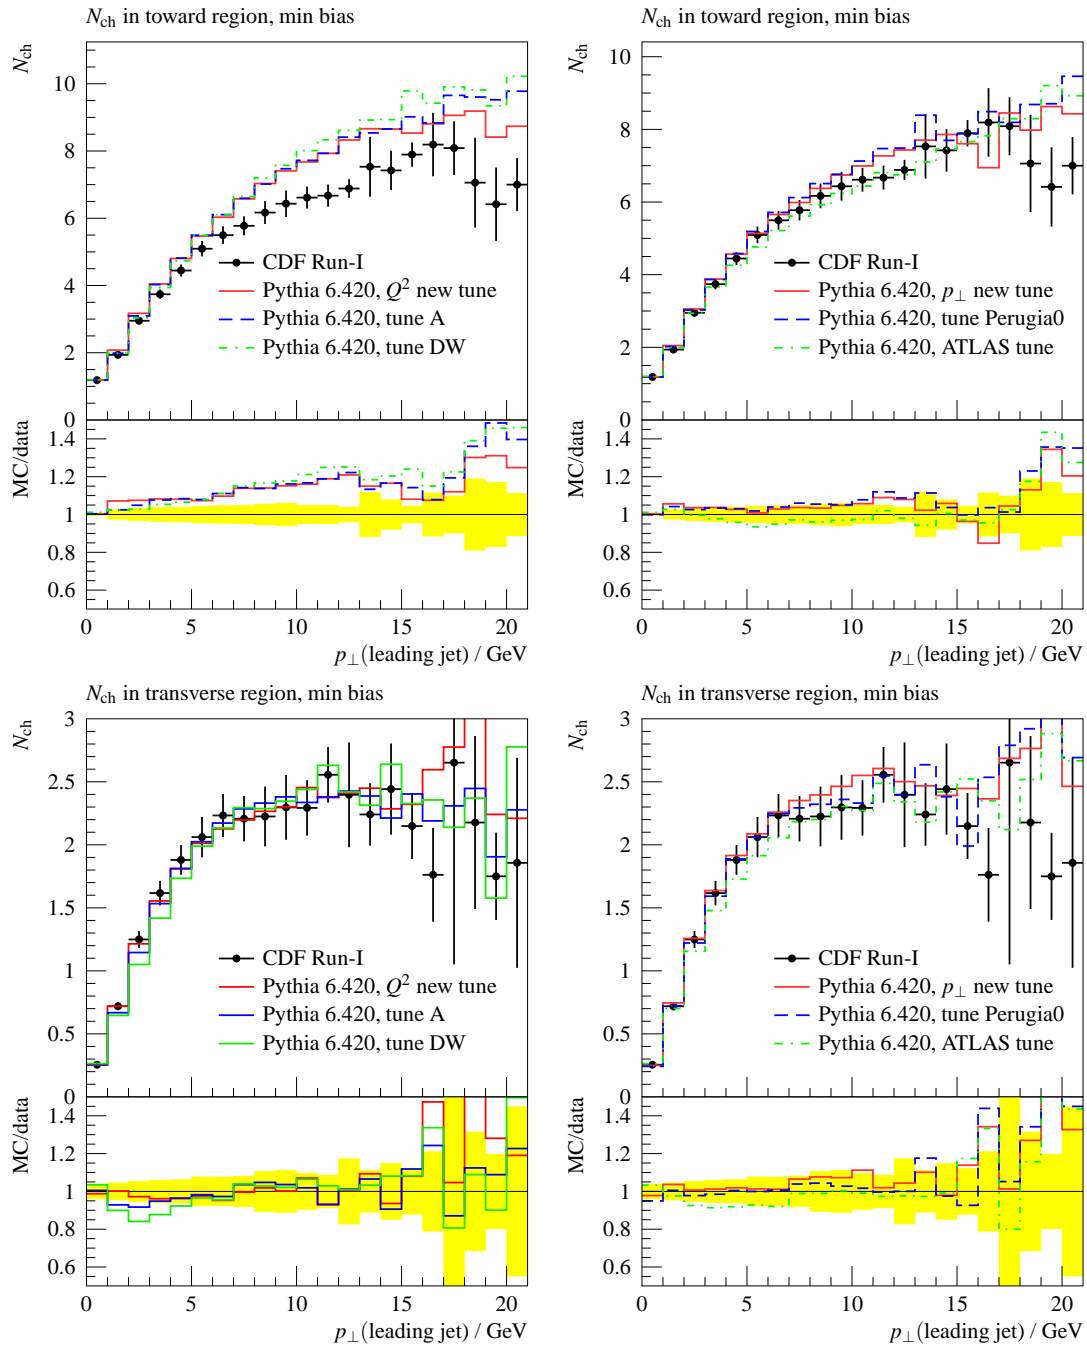 N_ch in toward region, min bias
N_ch
10
8
6
4
2
0
CDF Run-I
Pythia 6.420, Q² new tune
Pythia 6.420, tune A
Pythia 6.420, tune DW
MC/data
1.4
1.2
1
0.8
0.6
0 5 10 15 20
p⊥(leading jet) / GeV
N_ch in toward region, min bias
N_ch
10
8
6
4
2
0
CDF Run-I
Pythia 6.420, p⊥ new tune
Pythia 6.420, tune Perugia0
Pythia 6.420, ATLAS tune
MC/data
1.4
1.2
1
0.8
0.6
0 5 10 15 20
p⊥(leading jet) / GeV
N_ch in transverse region, min bias
N_ch
3
2.5
2
1.5
1
0.5
0
CDF Run-I
Pythia 6.420, Q² new tune
Pythia 6.420, tune A
Pythia 6.420, tune DW
MC/data
1.4
1.2
1
0.8
0.6
0 5 10 15 20
p⊥(leading jet) / GeV
N_ch in transverse region, min bias
N_ch
3
2.5
2
1.5
1
0.5
0
CDF Run-I
Pythia 6.420, p⊥ new tune
Pythia 6.420, tune Perugia0
Pythia 6.420, ATLAS tune
MC/data
1.4
1.2
1
0.8
0.6
0 5 10 15 20
p⊥(leading jet) / GeV